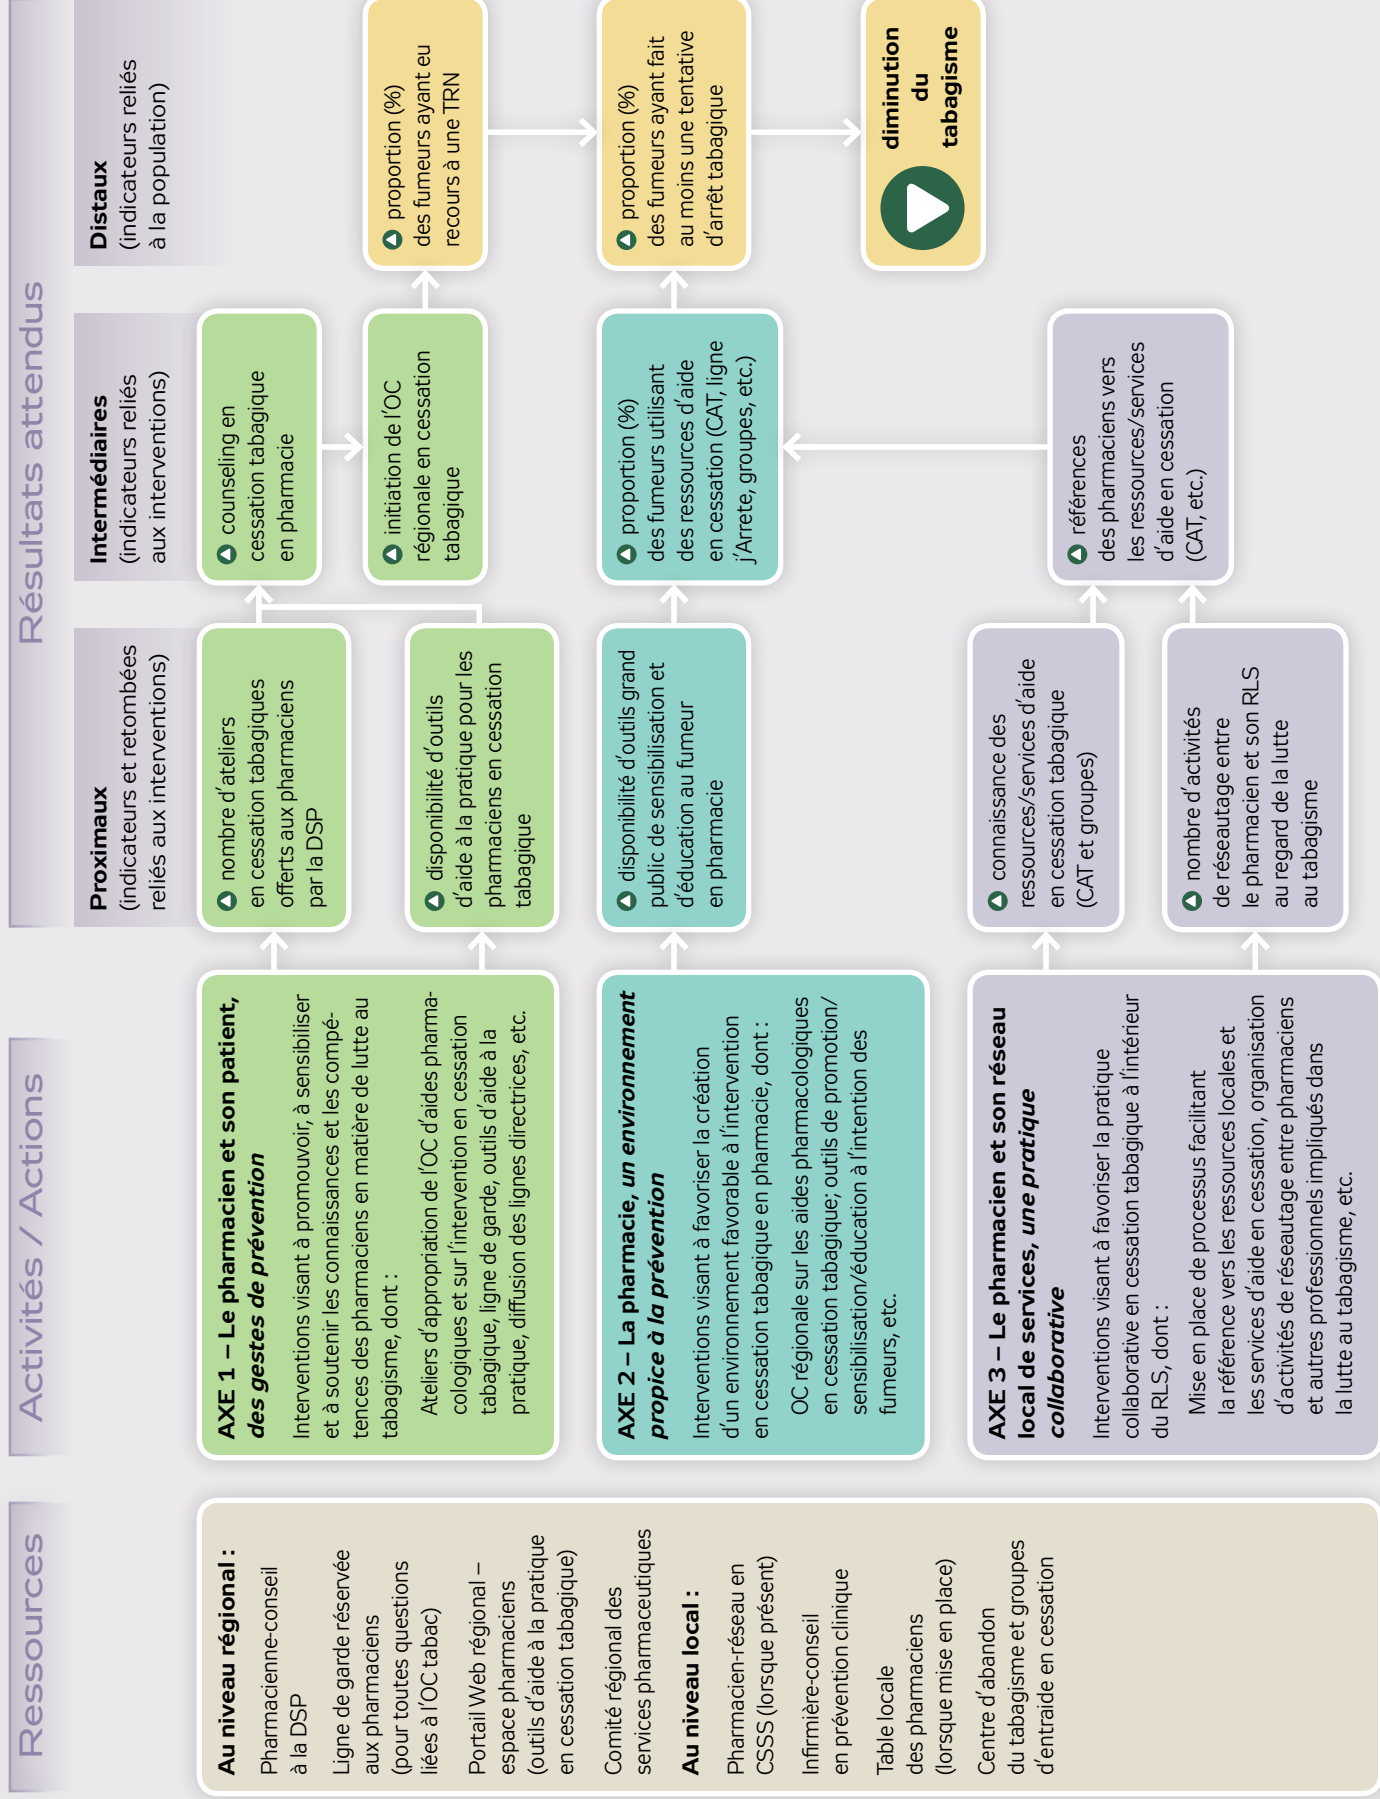 Ressources
Activités / Actions
Résultats attendus
Proximaux
(indicateurs et retombées
reliés aux interventions)
Intermédiaires
(indicateurs reliés
aux interventions)
Distaux
(indicateurs reliés
à la population)
Au niveau régional :
Pharmacienne-conseil
à la DSP
Ligne de garde réservée
aux pharmaciens
(pour toutes questions
liées à l'OC tabac)
Portail Web régional –
espace pharmaciens
(outils d'aide à la pratique
en cessation tabagique)
Comité régional des
services pharmaceutiques
Au niveau local :
Pharmacien-réseau en
CSSS (lorsque présent)
Infirmière-conseil
en prévention clinique
Table locale
des pharmaciens
(lorsque mise en place)
Centre d'abandon
du tabagisme et groupes
d'entraide en cessation
AXE 1 – Le pharmacien et son patient,
des gestes de prévention
Interventions visant à promouvoir, à sensibiliser
et à soutenir les connaissances et les compé-
tences des pharmaciens en matière de lutte au
tabagisme, dont :
Ateliers d'appropriation de l'OC d'aides pharma-
cologiques et sur l'intervention en cessation
tabagique, ligne de garde, outils d'aide à la
pratique, diffusion des lignes directrices, etc.
nombre d'ateliers
en cessation tabagiques
offerts aux pharmaciens
par la DSP
disponibilité d'outils
d'aide à la pratique pour les
pharmaciens en cessation
tabagique
counseling en
cessation tabagique
en pharmacie
initiation de l'OC
régionale en cessation
tabagique
proportion (%)
des fumeurs ayant eu
recours à une TRN
AXE 2 – La pharmacie, un environnement
propice à la prévention
Interventions visant à favoriser la création
d'un environnement favorable à l'intervention
en cessation tabagique en pharmacie, dont :
OC régionale sur les aides pharmacologiques
en cessation tabagique; outils de promotion/
sensibilisation/éducation à l'intention des
fumeurs, etc.
disponibilité d'outils grand
public de sensibilisation et
d'éducation au fumeur
en pharmacie
proportion (%)
des fumeurs utilisant
des ressources d'aide
en cessation (CAT, ligne
j'Arrete, groupes, etc.)
proportion (%)
des fumeurs ayant fait
au moins une tentative
d'arrêt tabagique
diminution
du
tabagisme
AXE 3 – Le pharmacien et son réseau
local de services, une pratique
collaborative
Interventions visant à favoriser la pratique
collaborative en cessation tabagique à l'intérieur
du RLS, dont :
Mise en place de processus facilitant
la référence vers les ressources locales et
les services d'aide en cessation, organisation
d'activités de réseautage entre pharmaciens
et autres professionnels impliqués dans
la lutte au tabagisme, etc.
connaissance des
ressources/services d'aide
en cessation tabagique
(CAT et groupes)
nombre d'activités
de réseautage entre
le pharmacien et son RLS
au regard de la lutte
au tabagisme
références
des pharmaciens vers
les ressources/services
d'aide en cessation
(CAT, etc.)